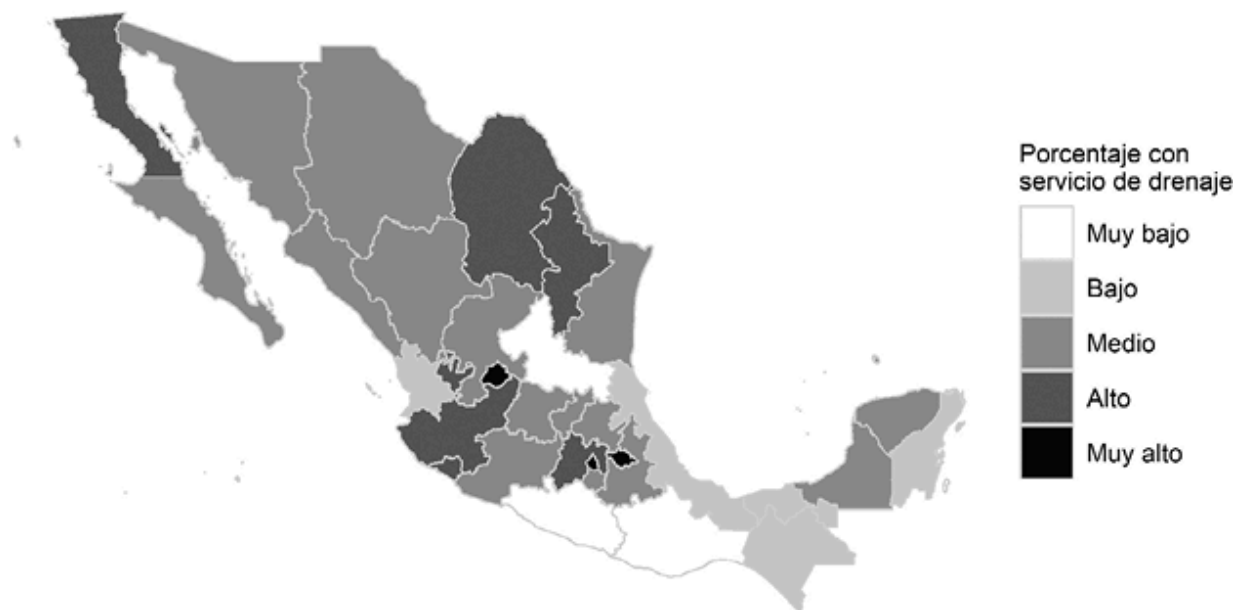 Porcentaje con
servicio de drenaje
Muy bajo
Bajo
Medio
Alto
Muy alto